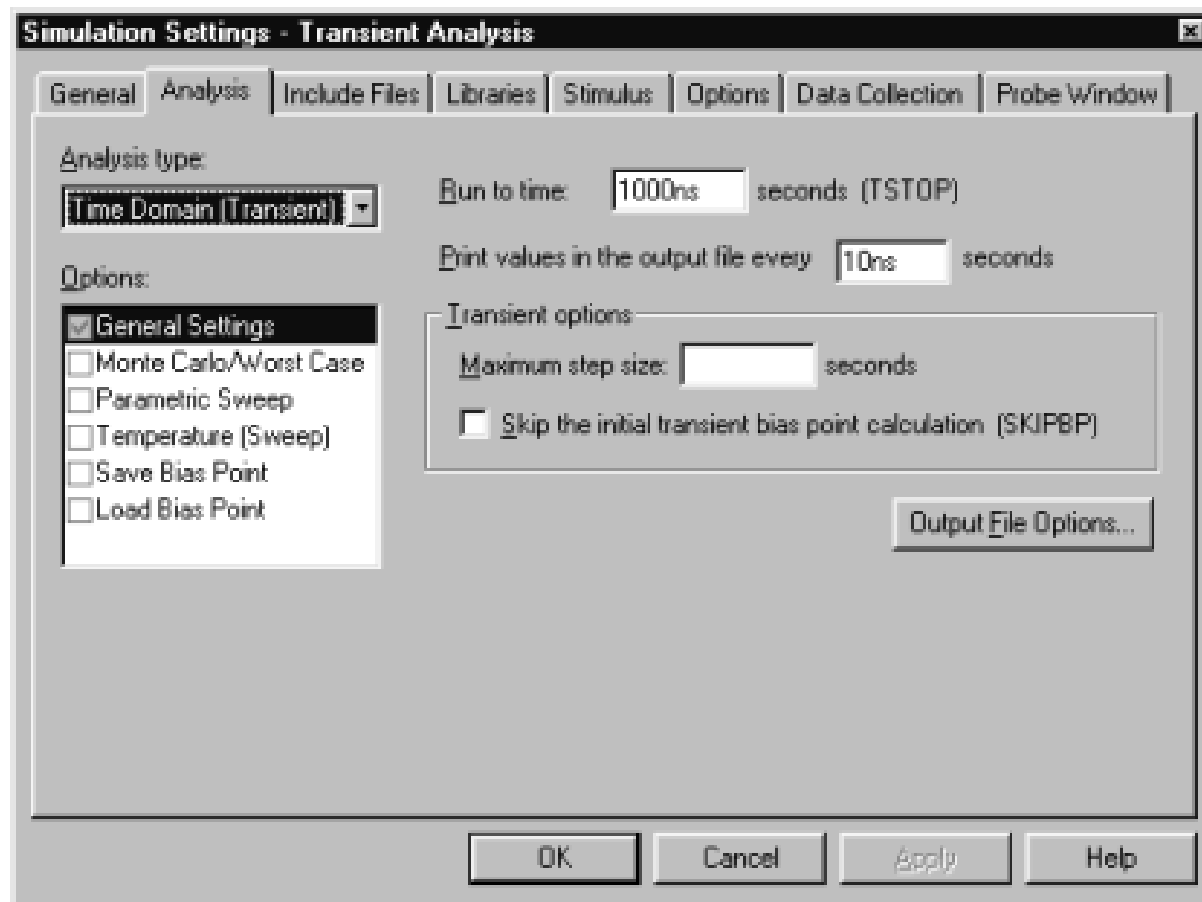 Simulation Settings - Transient Analysis
General Analysis Include Files Libraries Stimulus Options Data Collection Probe Window
Analysis type:
Time Domain (Transient)
Run to time: 1000ns seconds (TSTOP)
Print values in the output file every 10ns seconds
Options:
General Settings
Monte Carlo/Worst Case
Parametric Sweep
Temperature (Sweep)
Save Bias Point
Load Bias Point
Transient options
Maximum step size: seconds
Skip the initial transient bias point calculation (SKIPBP)
Output File Options...
OK Cancel Apply Help